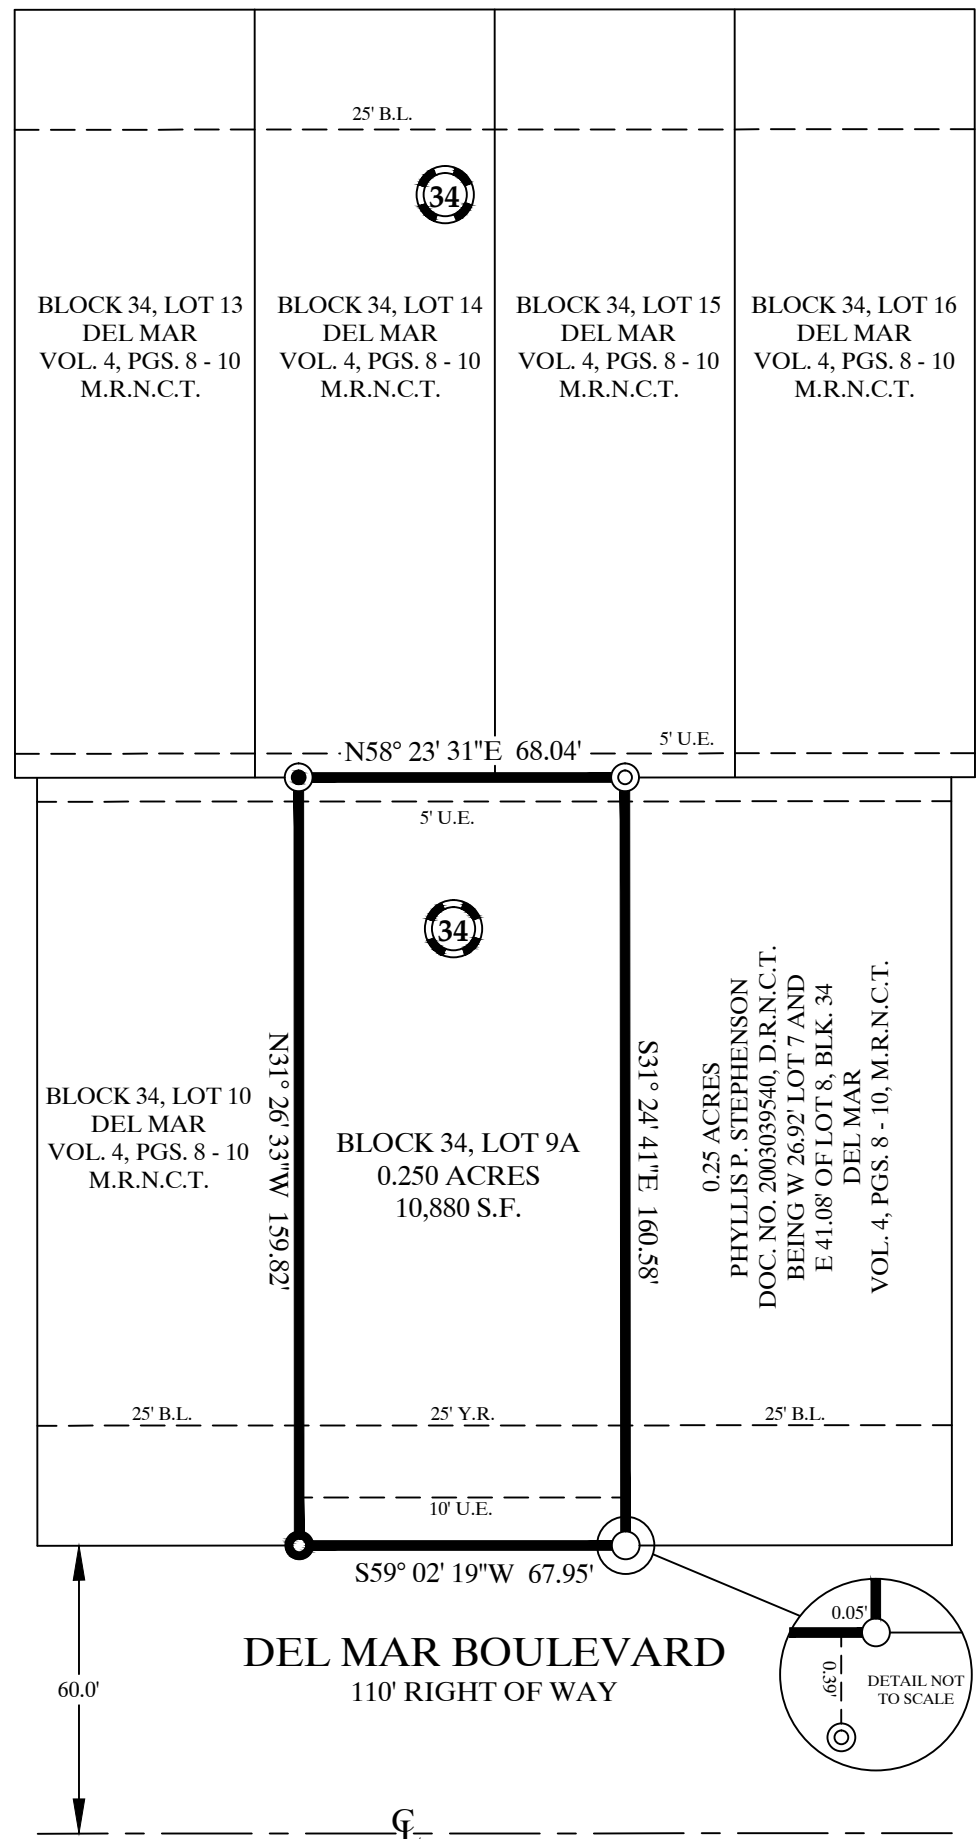 25' B.L.
34
BLOCK 34, LOT 13
DEL MAR
VOL. 4, PGS. 8 - 10
M.R.N.C.T.
BLOCK 34, LOT 14
DEL MAR
VOL. 4, PGS. 8 - 10
M.R.N.C.T.
BLOCK 34, LOT 15
DEL MAR
VOL. 4, PGS. 8 - 10
M.R.N.C.T.
BLOCK 34, LOT 16
DEL MAR
VOL. 4, PGS. 8 - 10
M.R.N.C.T.
5' U.E.
N58° 23' 31"E 68.04'
5' U.E.
34
N31° 26' 33"W 159.82'
S31° 24' 41"E 160.58'
BLOCK 34, LOT 10
DEL MAR
VOL. 4, PGS. 8 - 10
M.R.N.C.T.
BLOCK 34, LOT 9A
0.250 ACRES
10,880 S.F.
0.25 ACRES
PHYLLIS P. STEPHENSON
DOC. NO. 2003039540, D.R.N.C.T.
BEING W 26.92' LOT 7 AND
E 41.08' OF LOT 8, BLK. 34
DEL MAR
VOL. 4, PGS. 8 - 10, M.R.N.C.T.
25' B.L.
25' Y.R.
25' B.L.
10' U.E.
S59° 02' 19"W 67.95'
DEL MAR BOULEVARD
110' RIGHT OF WAY
60.0'
0.05'
0.39'
DETAIL NOT
TO SCALE
CL